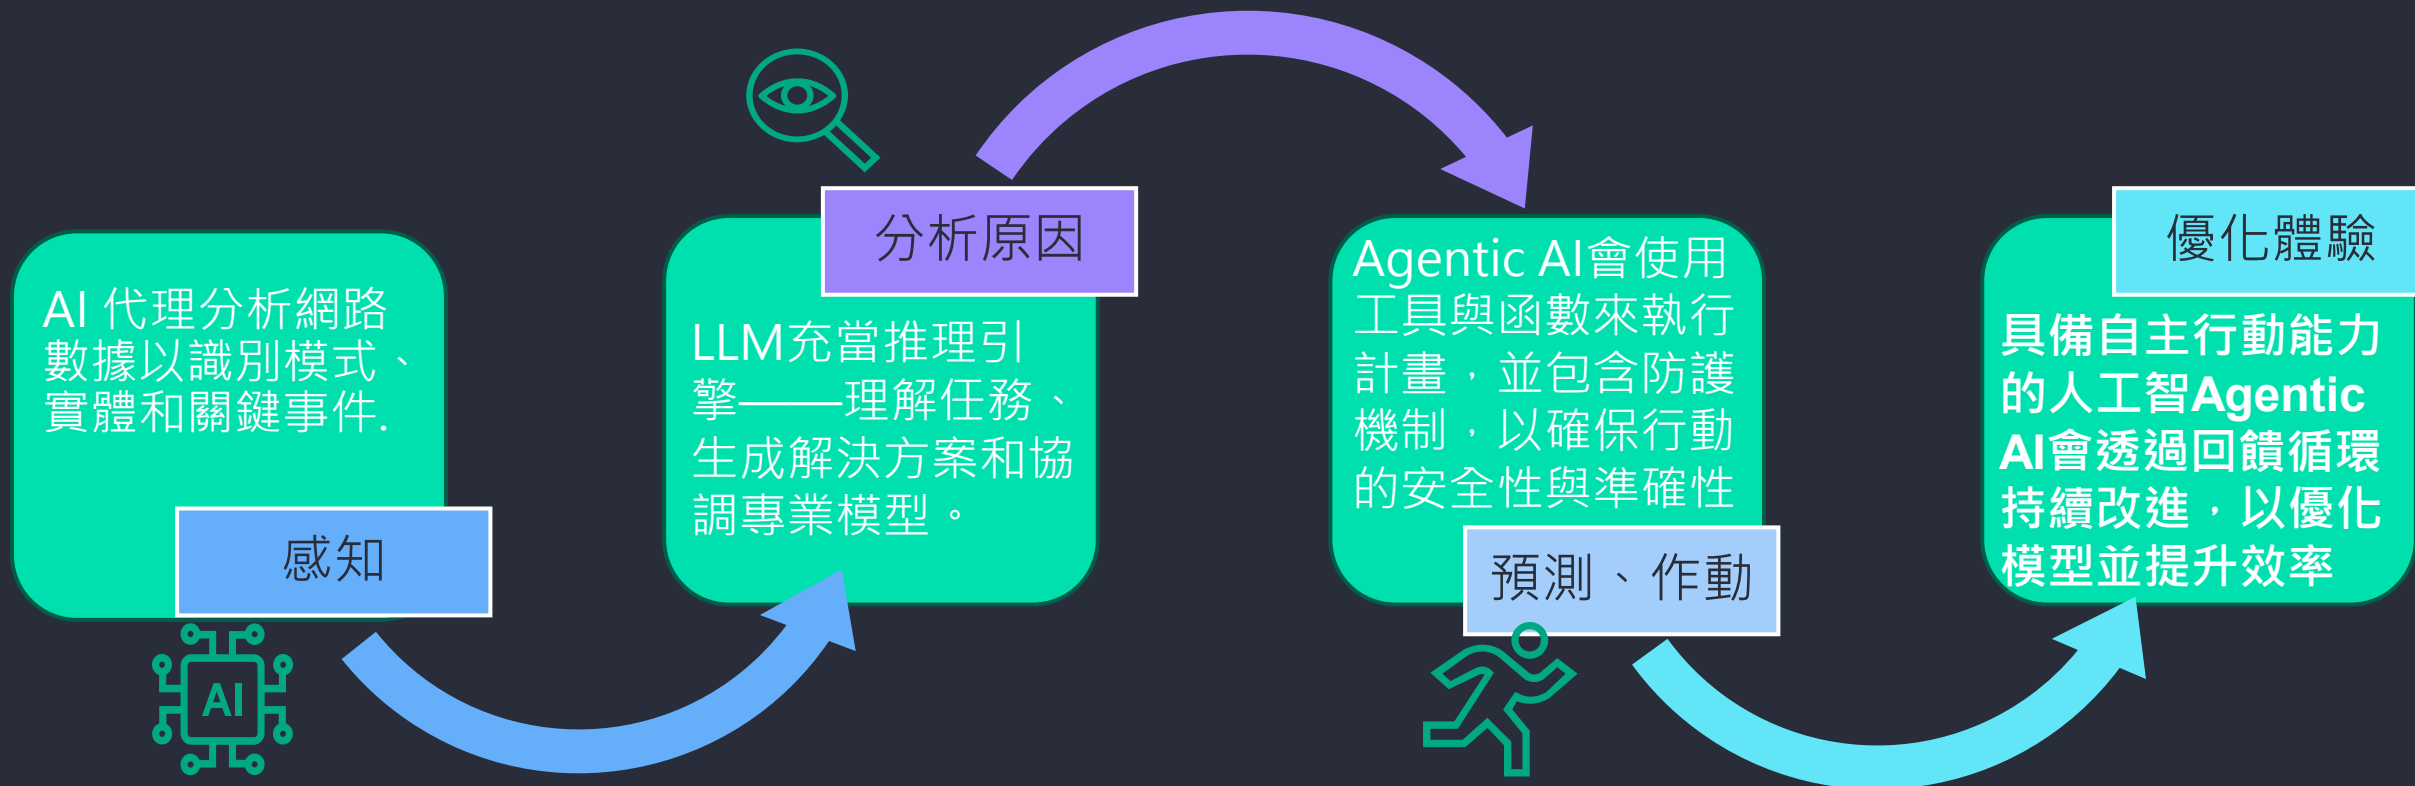 AI 代理分析網路
數據以識別模式、
實體和關鍵事件.
感知
AI
分析原因
LLM充當推理引
擎——理解任務、
生成解決方案和協
調專業模型。
Agentic AI會使用
工具與函數來執行
計畫，並包含防護
機制，以確保行動
的安全性與準確性
預測、作動
優化體驗
具備自主行動能力
的人工智Agentic
AI會透過回饋循環
持續改進，以優化
模型並提升效率